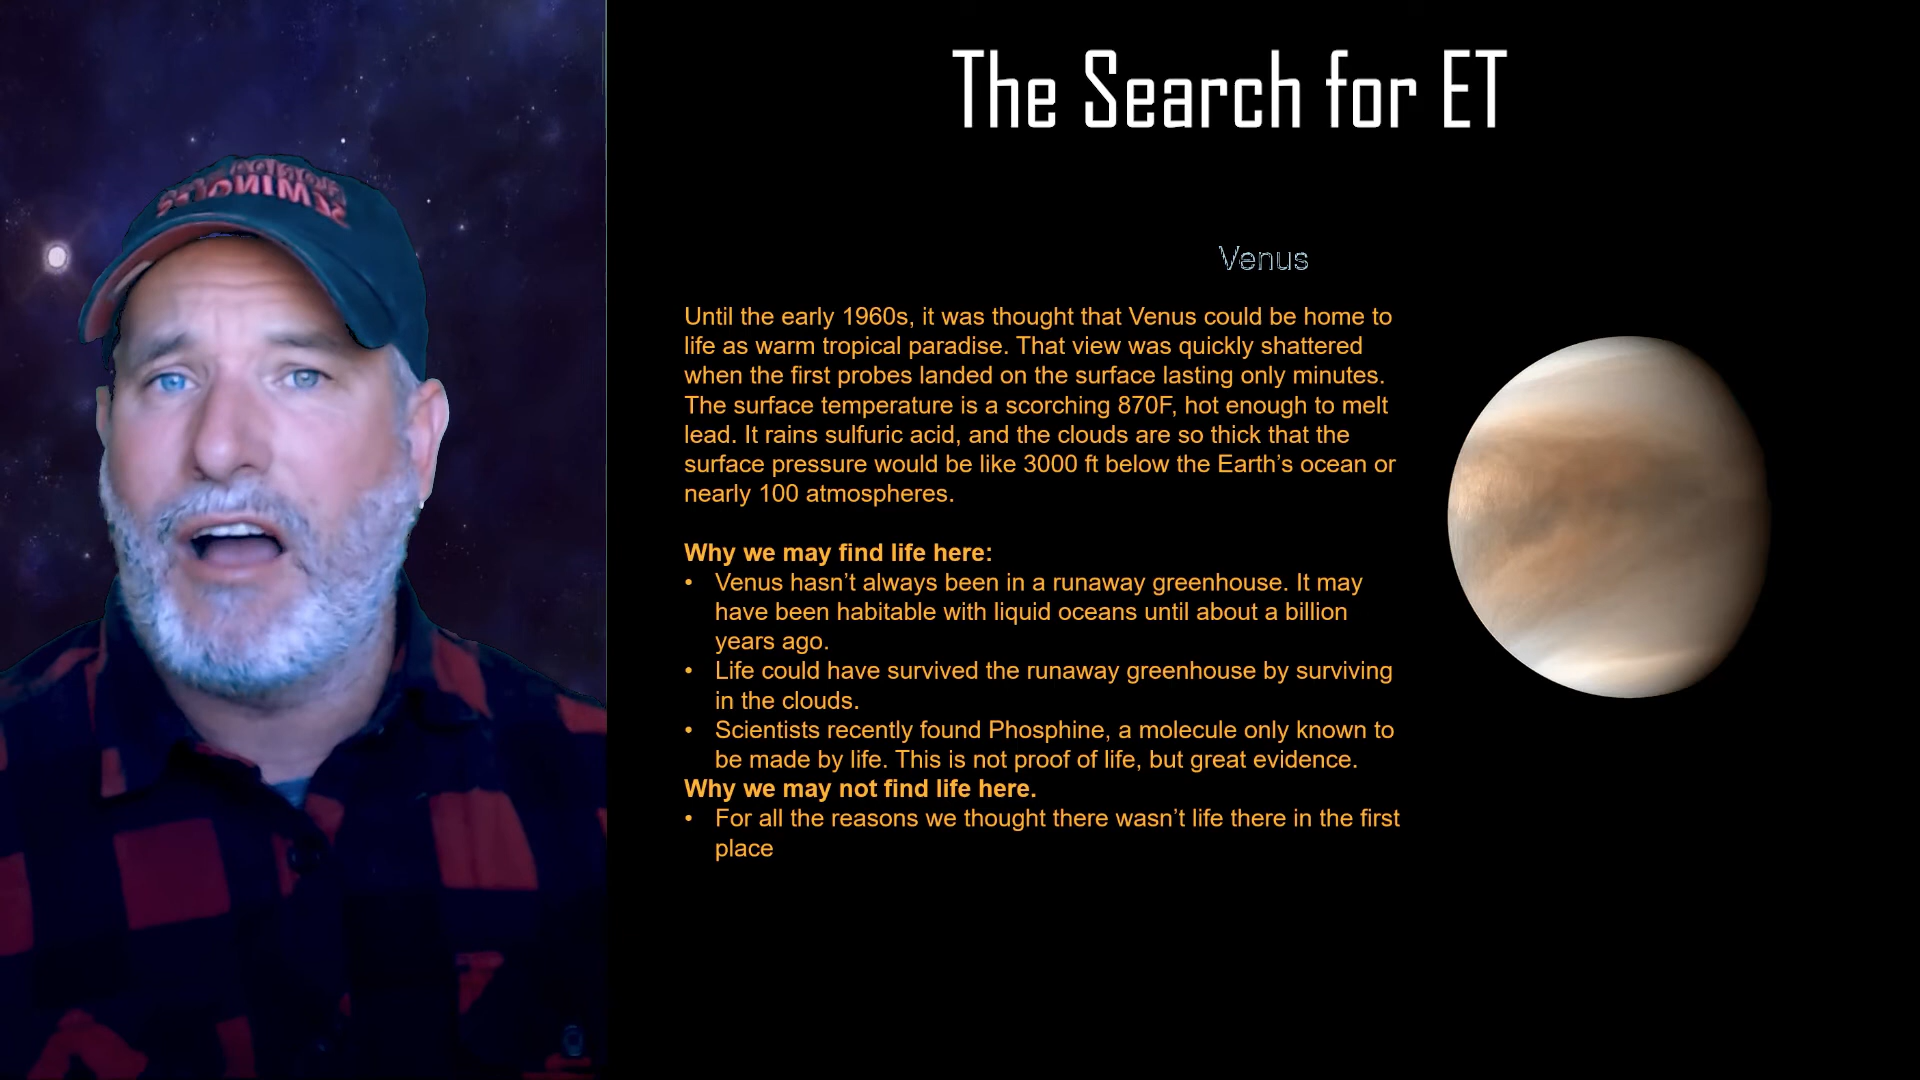 SEMINOLES
The Search for ET
Venus
Until the early 1960s, it was thought that Venus could be home to
life as warm tropical paradise. That view was quickly shattered
when the first probes landed on the surface lasting only minutes.
The surface temperature is a scorching 870F, hot enough to melt
lead. It rains sulfuric acid, and the clouds are so thick that the
surface pressure would be like 3000 ft below the Earth’s ocean or
nearly 100 atmospheres.
Why we may find life here:
• Venus hasn’t always been in a runaway greenhouse. It may
have been habitable with liquid oceans until about a billion
years ago.
• Life could have survived the runaway greenhouse by surviving
in the clouds.
• Scientists recently found Phosphine, a molecule only known to
be made by life. This is not proof of life, but great evidence.
Why we may not find life here.
• For all the reasons we thought there wasn’t life there in the first
place